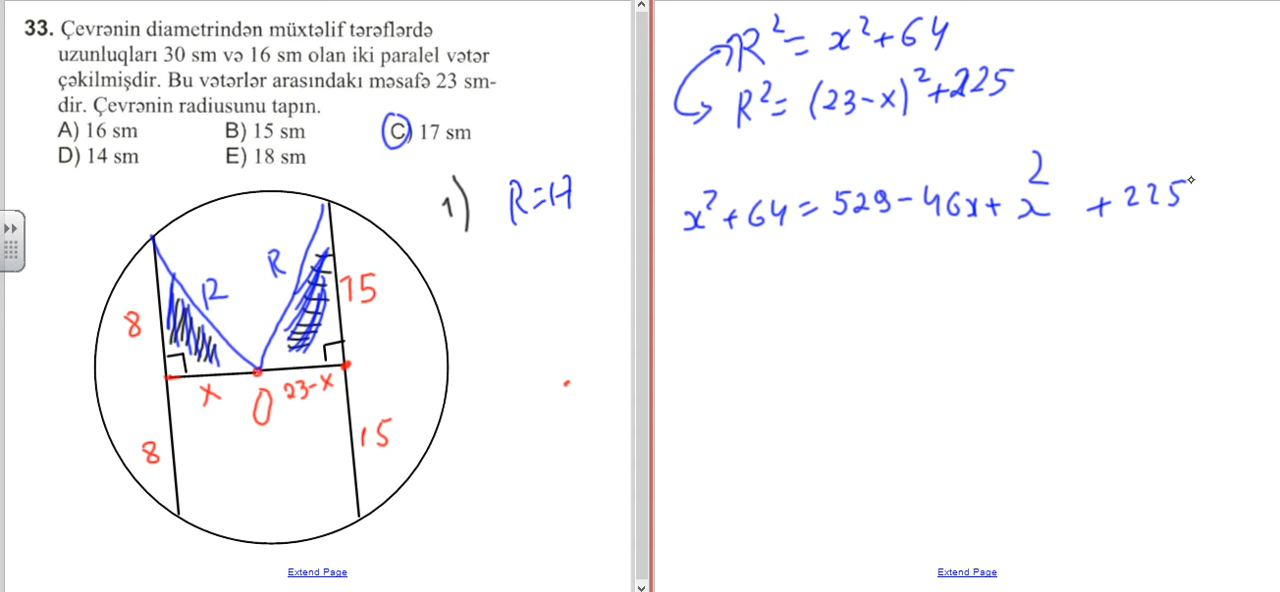 33. Çevrənin diametrindən müxtəlif tərəflərdə
uzunluqları 30 sm və 16 sm olan iki paralel vətər
çəkilmişdir. Bu vətərlər arasındakı məsafə 23 sm-
dir. Çevrənin radiusunu tapın.
A) 16 sm B) 15 sm C) 17 sm
D) 14 sm E) 18 sm
1) R=17
R
R
8
15
x
O
23-x
8
15
Extend Page
R²= x²+64
R²= (23-x)²+225
x²+64= 529-46x+x²+225
Extend Page